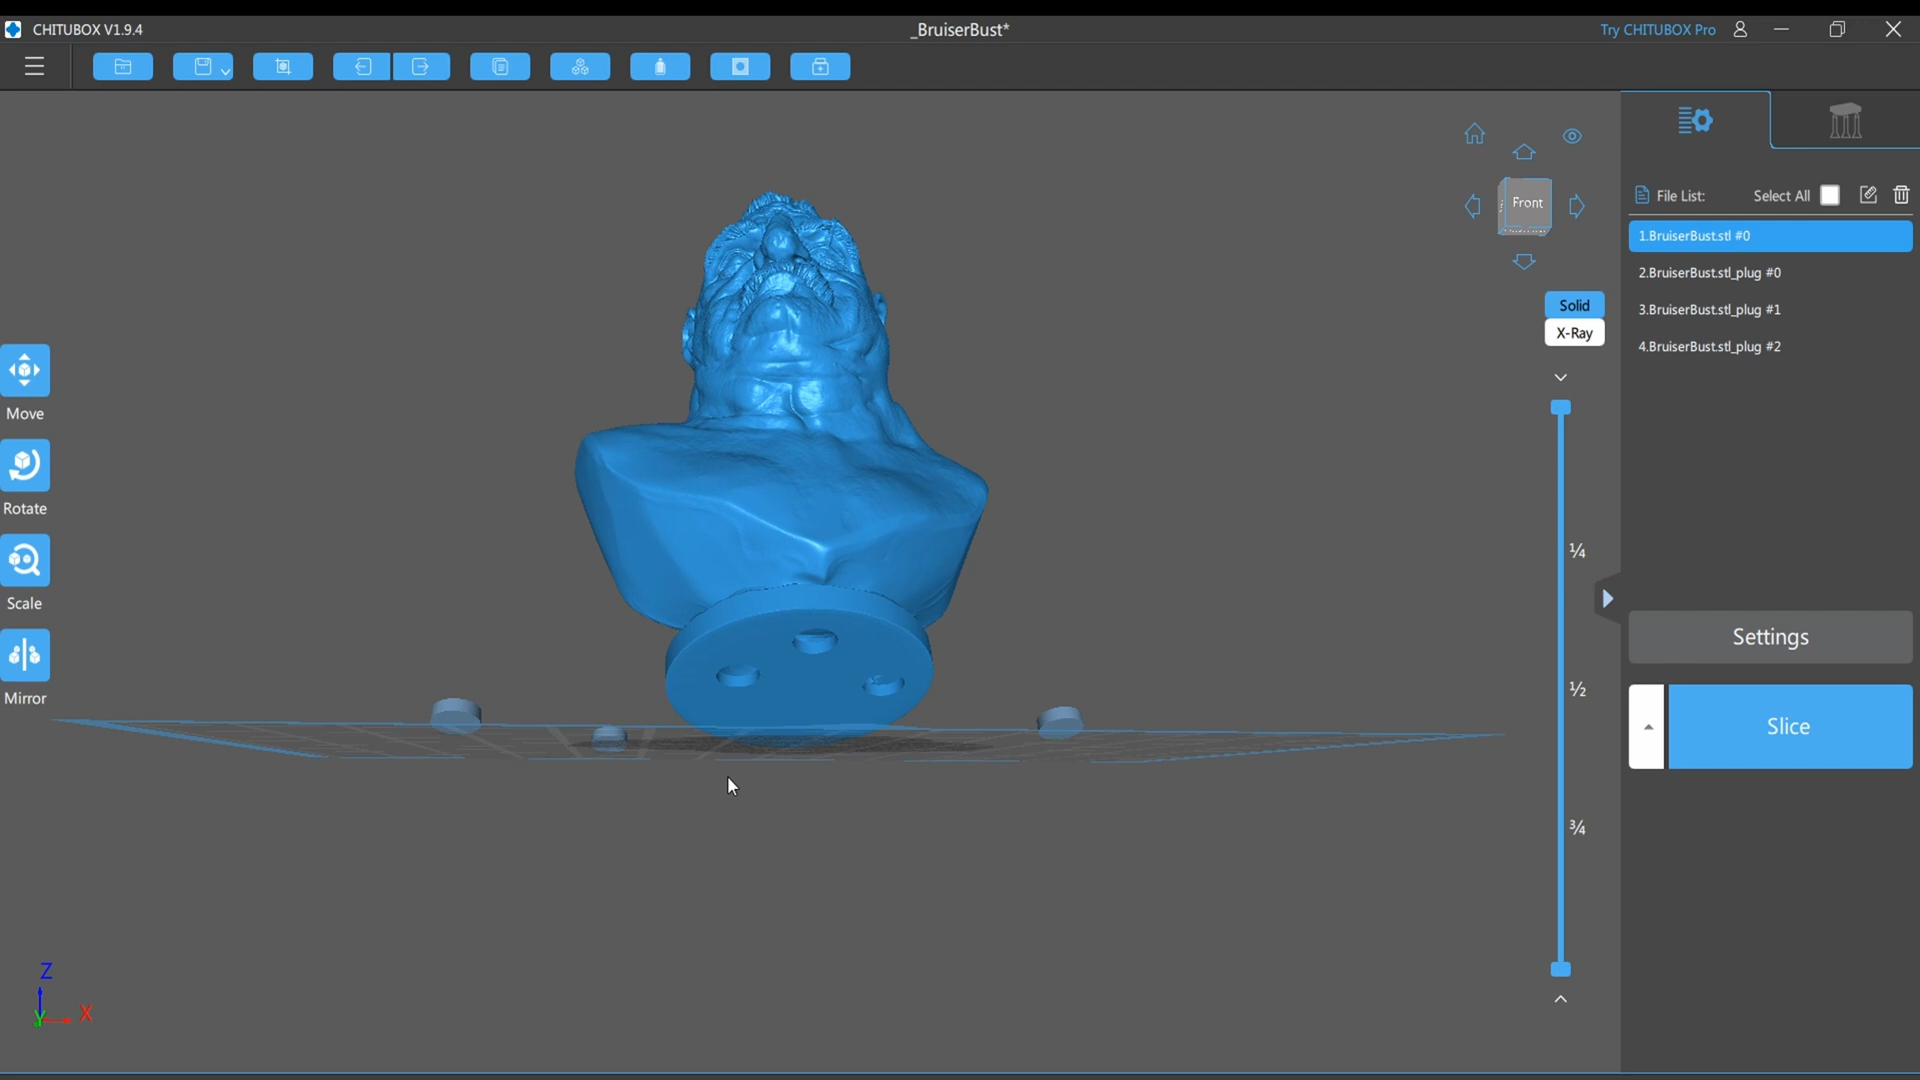 CHITUBOX V1.9.4
_BruiserBust*
Try CHITUBOX Pro
Front
Solid
X-Ray
File List:
Select All
1.BruiserBust.stl #0
2.BruiserBust.stl_plug #0
3.BruiserBust.stl_plug #1
4.BruiserBust.stl_plug #2
Move
Rotate
Scale
Mirror
¼
½
¾
Settings
Slice
Z
Y
X